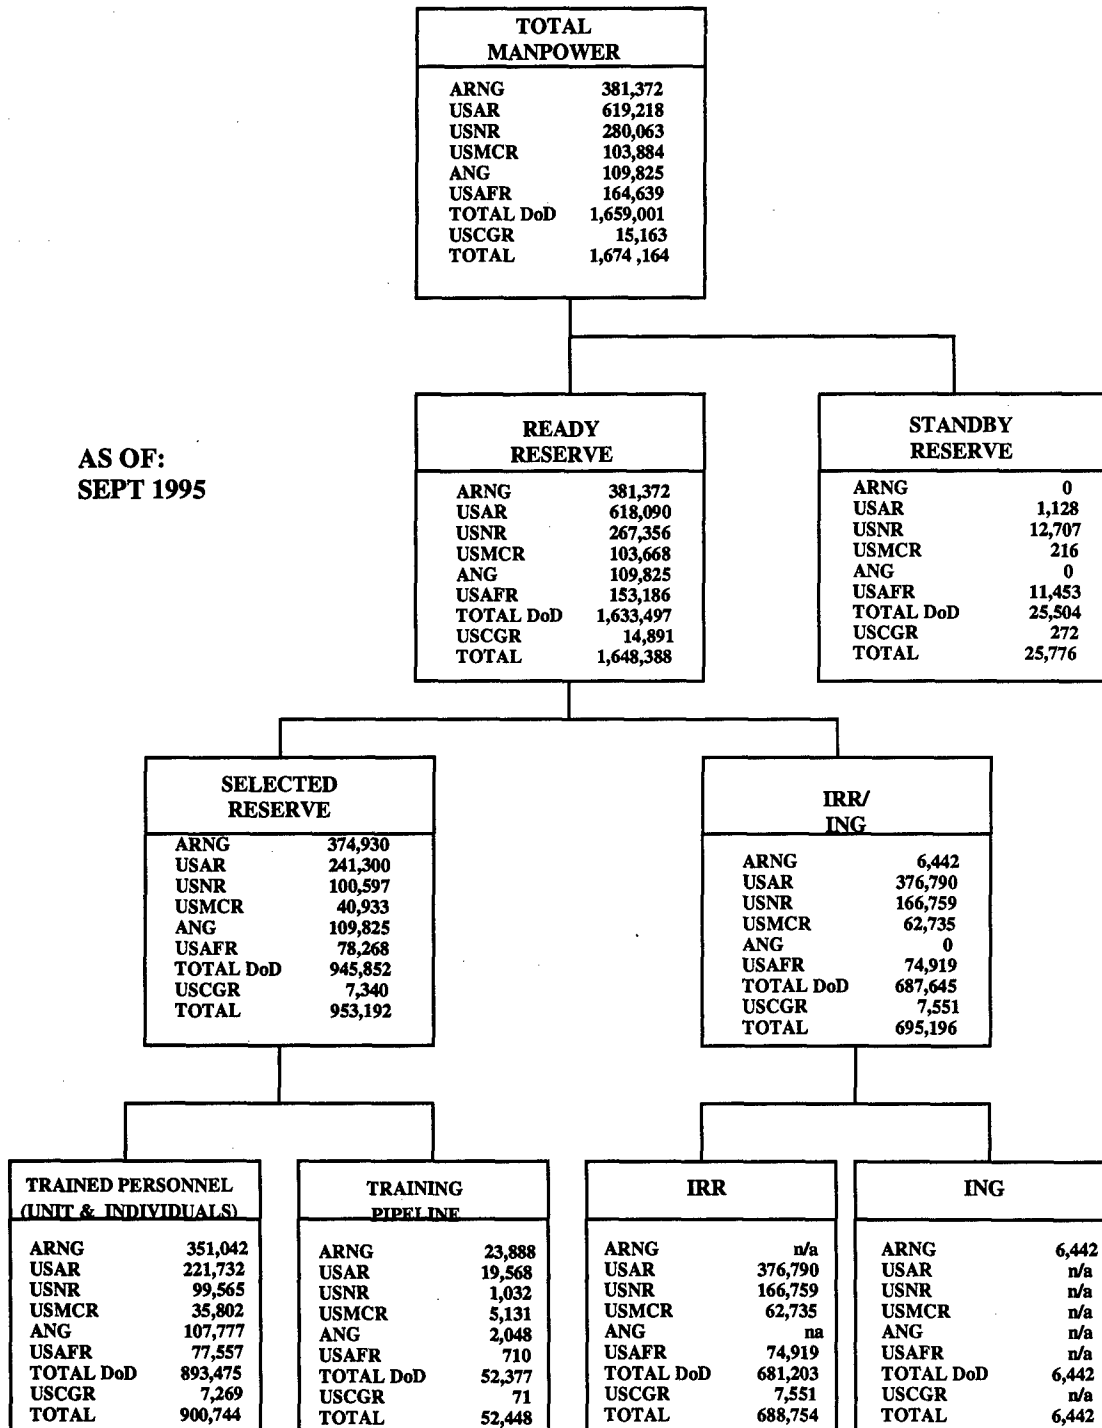 TOTAL
MANPOWER
ARNG 381,372
USAR 619,218
USNR 280,063
USMCR 103,884
ANG 109,825
USAFR 164,639
TOTAL DoD 1,659,001
USCGR 15,163
TOTAL 1,674 ,164
AS OF:
SEPT 1995
READY
RESERVE
ARNG 381,372
USAR 618,090
USNR 267,356
USMCR 103,668
ANG 109,825
USAFR 153,186
TOTAL DoD 1,633,497
USCGR 14,891
TOTAL 1,648,388
STANDBY
RESERVE
ARNG 0
USAR 1,128
USNR 12,707
USMCR 216
ANG 0
USAFR 11,453
TOTAL DoD 25,504
USCGR 272
TOTAL 25,776
SELECTED
RESERVE
ARNG 374,930
USAR 241,300
USNR 100,597
USMCR 40,933
ANG 109,825
USAFR 78,268
TOTAL DoD 945,852
USCGR 7,340
TOTAL 953,192
IRR/
ING
ARNG 6,442
USAR 376,790
USNR 166,759
USMCR 62,735
ANG 0
USAFR 74,919
TOTAL DoD 687,645
USCGR 7,551
TOTAL 695,196
TRAINED PERSONNEL
(UNIT & INDIVIDUALS)
ARNG 351,042
USAR 221,732
USNR 99,565
USMCR 35,802
ANG 107,777
USAFR 77,557
TOTAL DoD 893,475
USCGR 7,269
TOTAL 900,744
TRAINING
PIPELINE
ARNG 23,888
USAR 19,568
USNR 1,032
USMCR 5,131
ANG 2,048
USAFR 710
TOTAL DoD 52,377
USCGR 71
TOTAL 52,448
IRR
ARNG n/a
USAR 376,790
USNR 166,759
USMCR 62,735
ANG na
USAFR 74,919
TOTAL DoD 681,203
USCGR 7,551
TOTAL 688,754
ING
ARNG 6,442
USAR n/a
USNR n/a
USMCR n/a
ANG n/a
USAFR n/a
TOTAL DoD 6,442
USCGR n/a
TOTAL 6,442